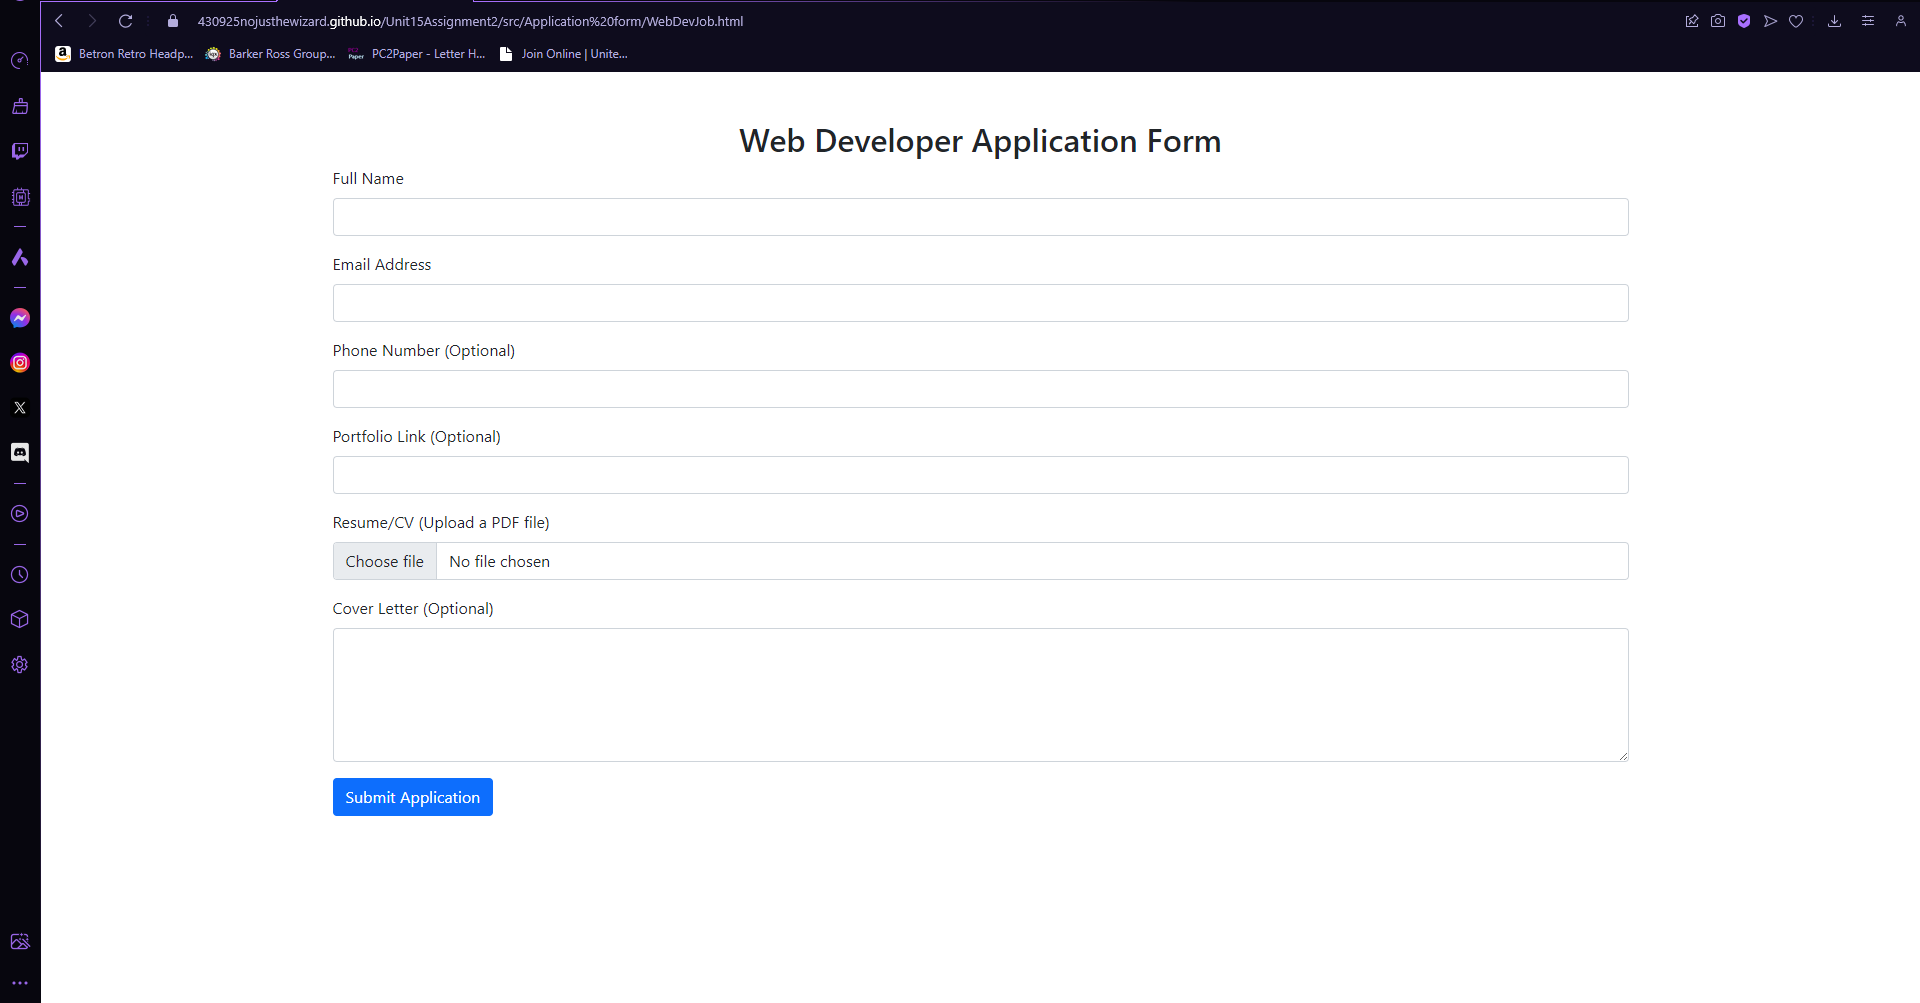 430925nojusthewizard.github.io/Unit15Assignment2/src/Application%20form/WebDevJob.html
Betron Retro Headp... Barker Ross Group... PC2Paper - Letter H... Join Online | Unite...
Web Developer Application Form
Full Name
Email Address
Phone Number (Optional)
Portfolio Link (Optional)
Resume/CV (Upload a PDF file)
Choose file No file chosen
Cover Letter (Optional)
Submit Application